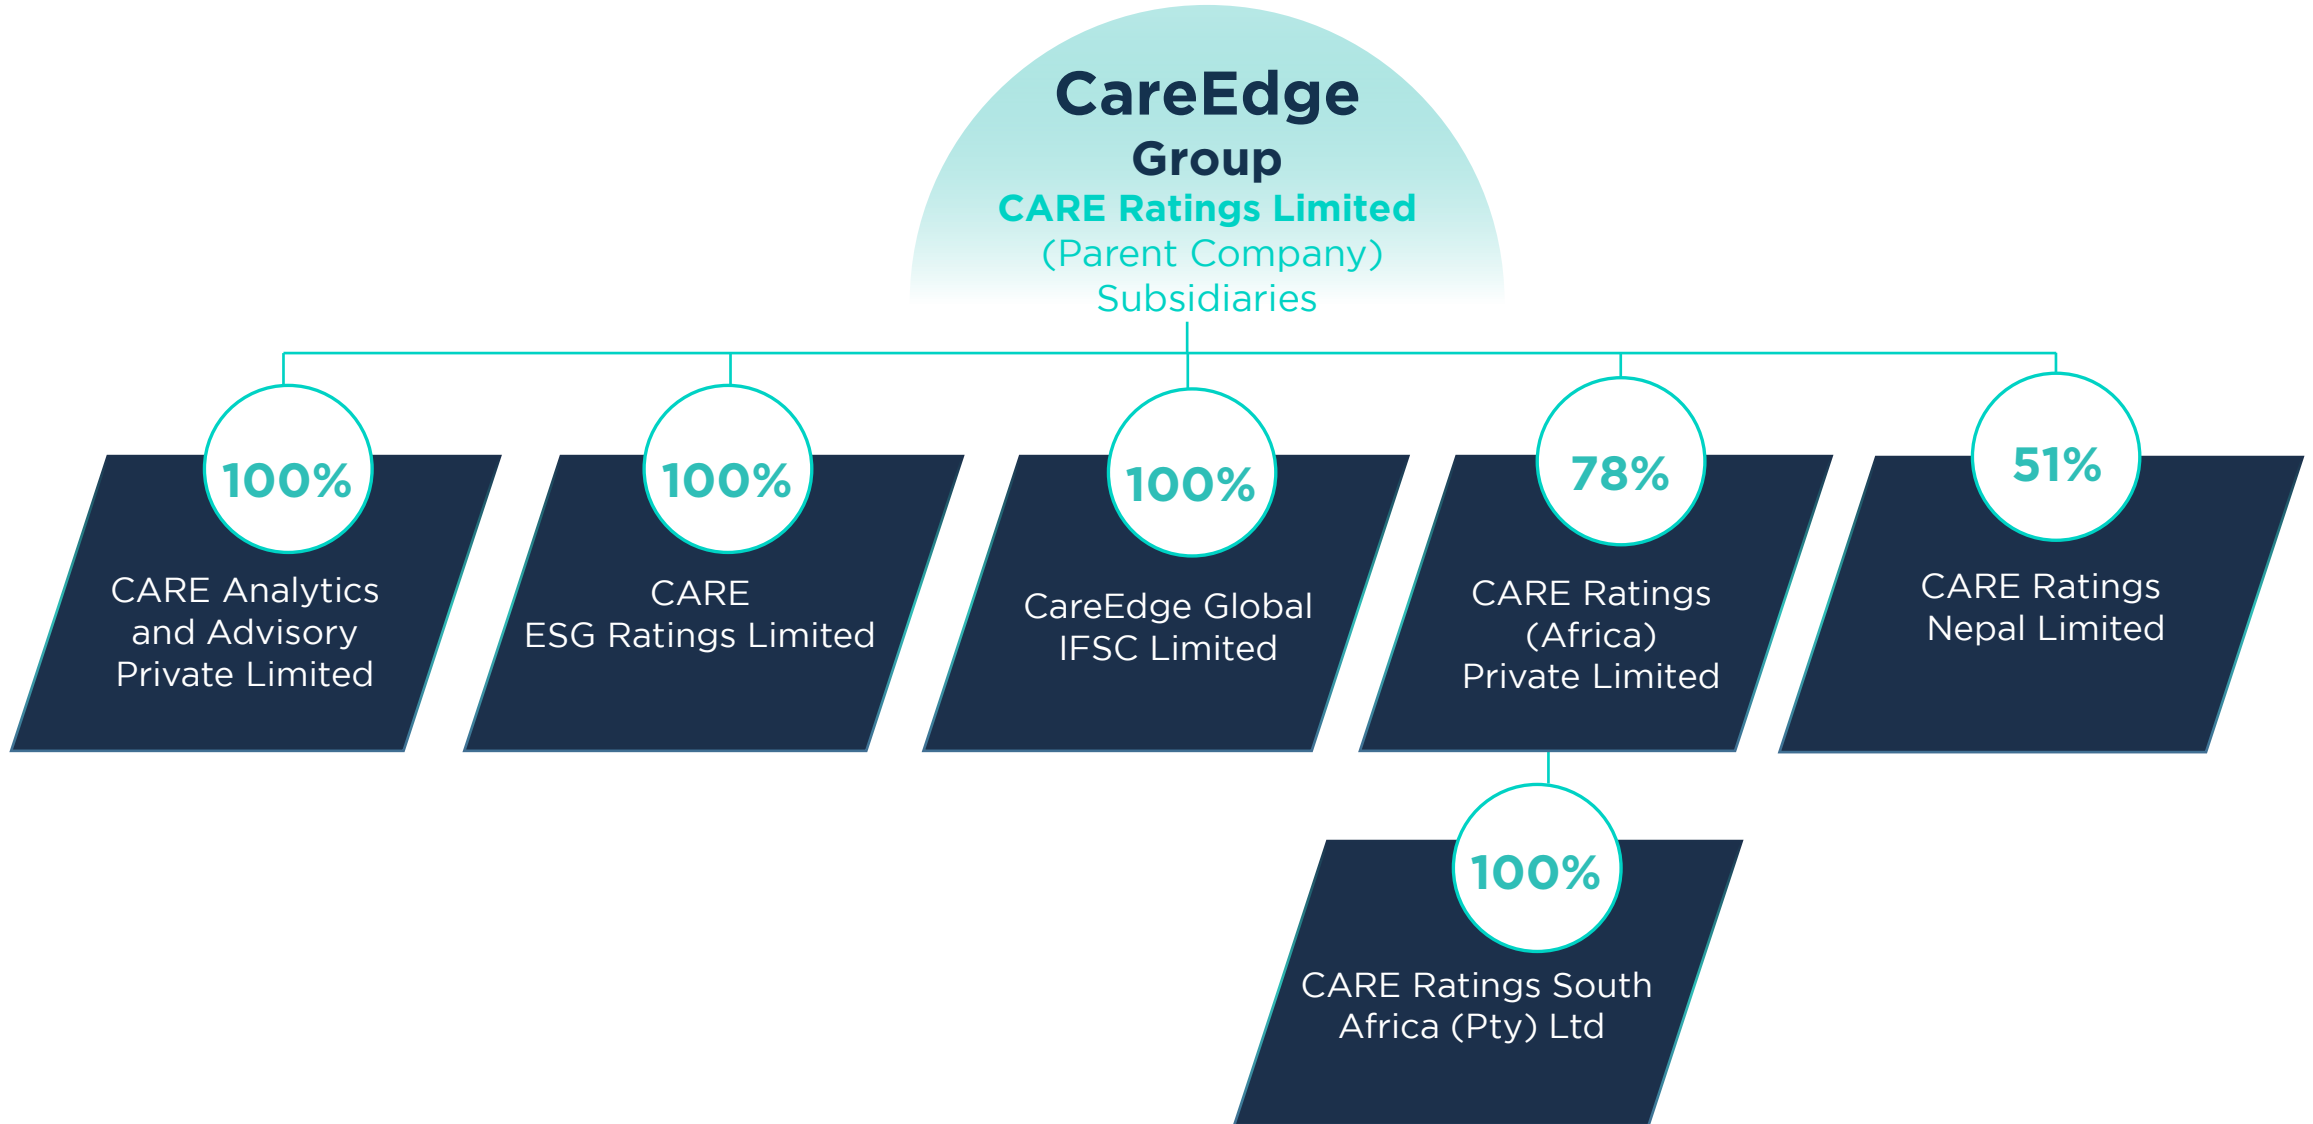 CareEdge
Group
CARE Ratings Limited
(Parent Company)
Subsidiaries
100%
CARE Analytics
and Advisory
Private Limited
100%
CARE
ESG Ratings Limited
100%
CareEdge Global
IFSC Limited
78%
CARE Ratings
(Africa)
Private Limited
51%
CARE Ratings
Nepal Limited
100%
CARE Ratings South
Africa (Pty) Ltd